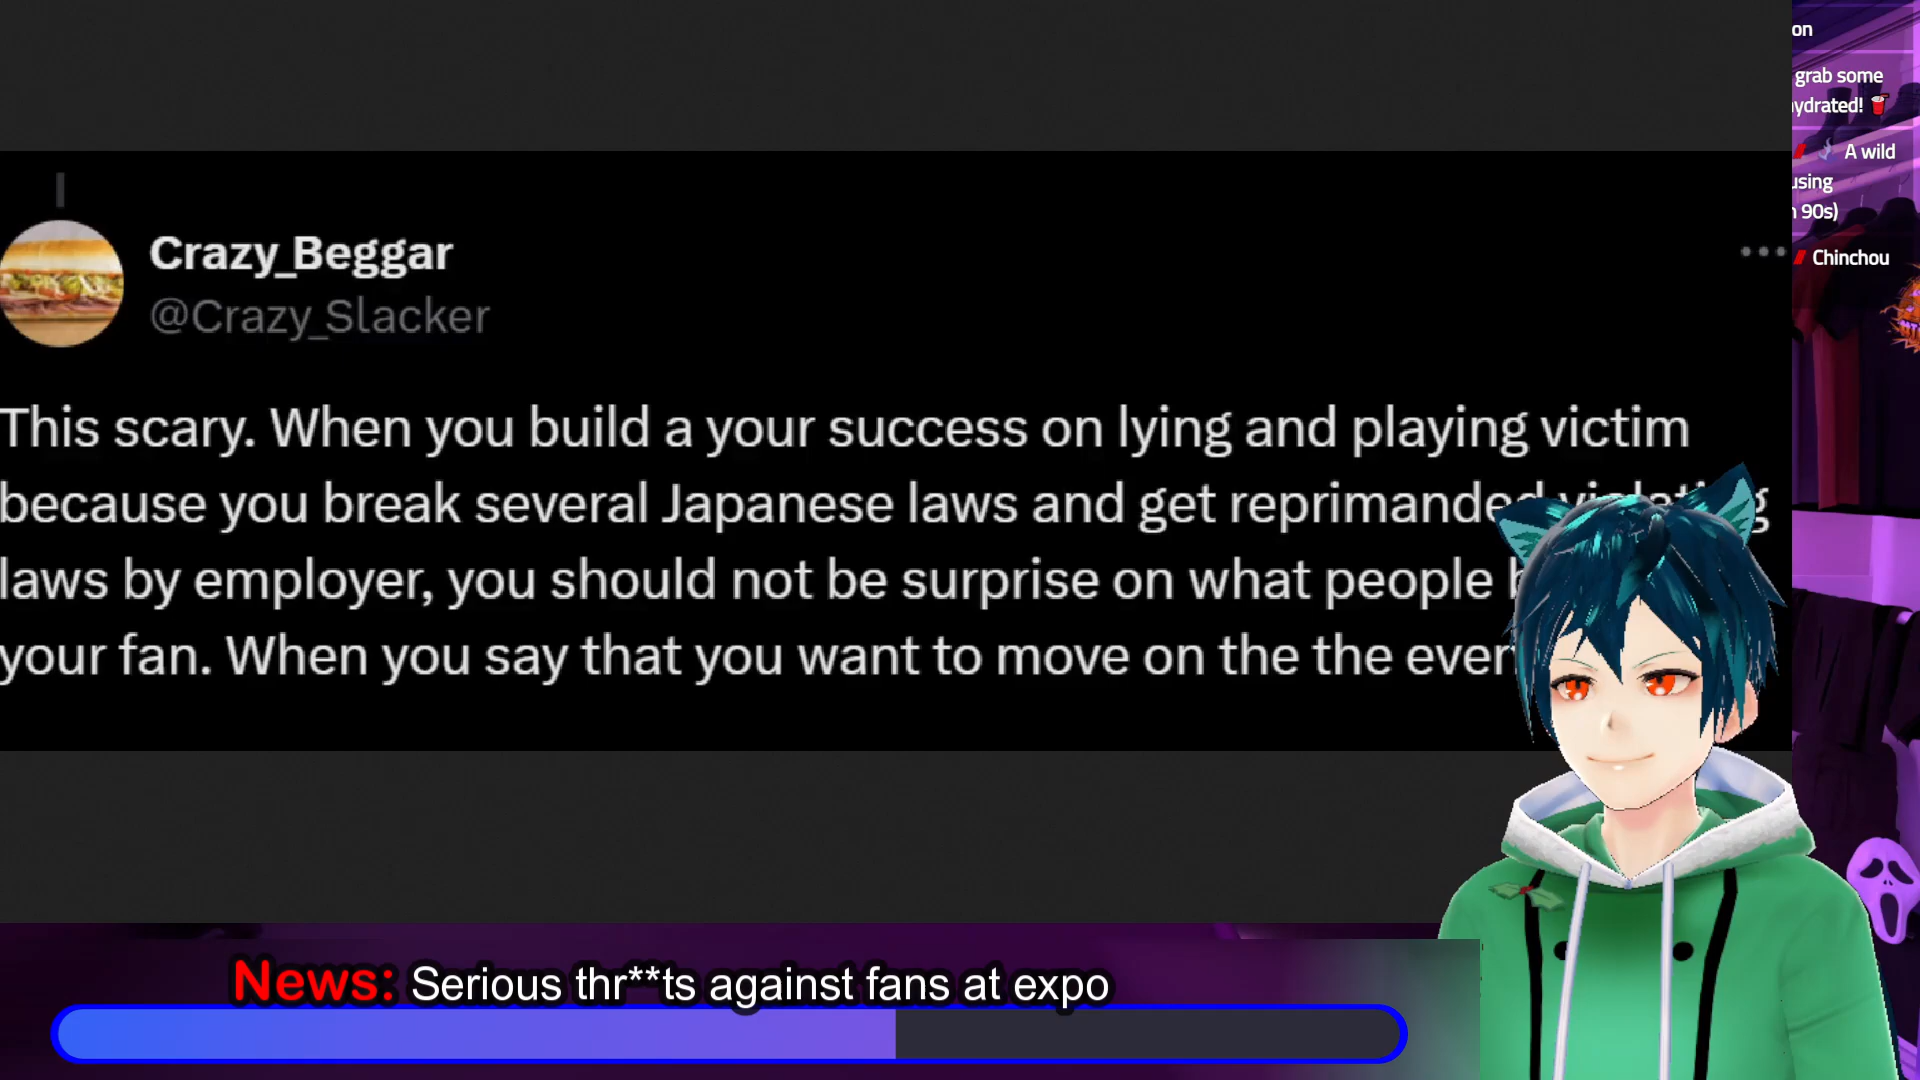 Crazy_Beggar
@Crazy_Slacker
This scary. When you build a your success on lying and playing victim
because you break several Japanese laws and get reprimanded violating
laws by employer, you should not be surprise on what people
your fan. When you say that you want to move on the the
on
grab some
hydrated!
A wild
using
90s)
Chinchou
News: Serious thr**ts against fans at expo